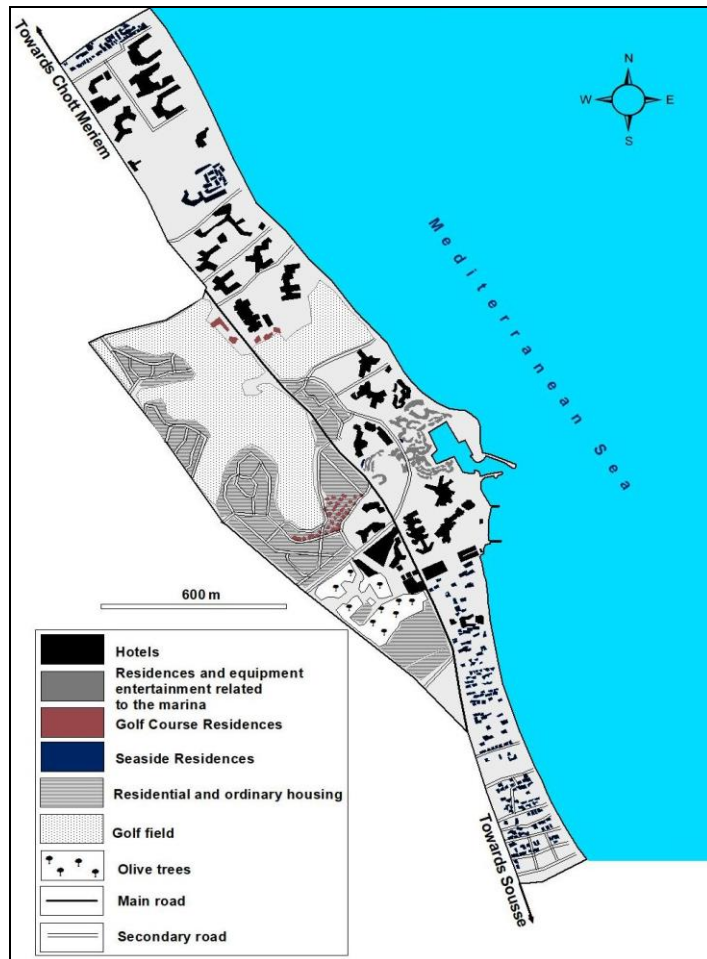 Towards Chott Meriem
N
W E
S
Mediterranean Sea
600 m
Hotels
Residences and equipment
entertainment related
to the marina
Golf Course Residences
Seaside Residences
Residential and ordinary housing
Golf field
Olive trees
Main road
Secondary road
Towards Sousse